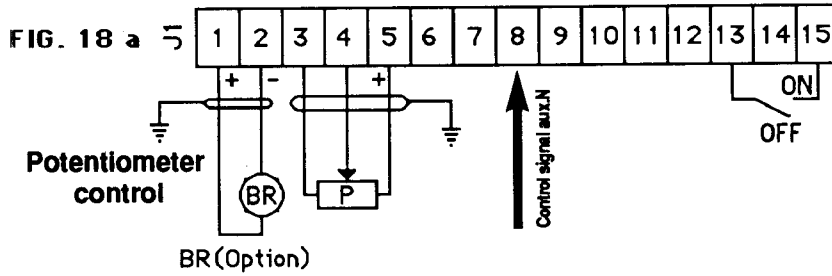 FIG. 18 a J1 1 2 3 4 5 6 7 8 9 10 11 12 13 14 15
+ - +
ON
OFF
Potentiometer
control
BR
P
Control signal aux.N
BR(Option)